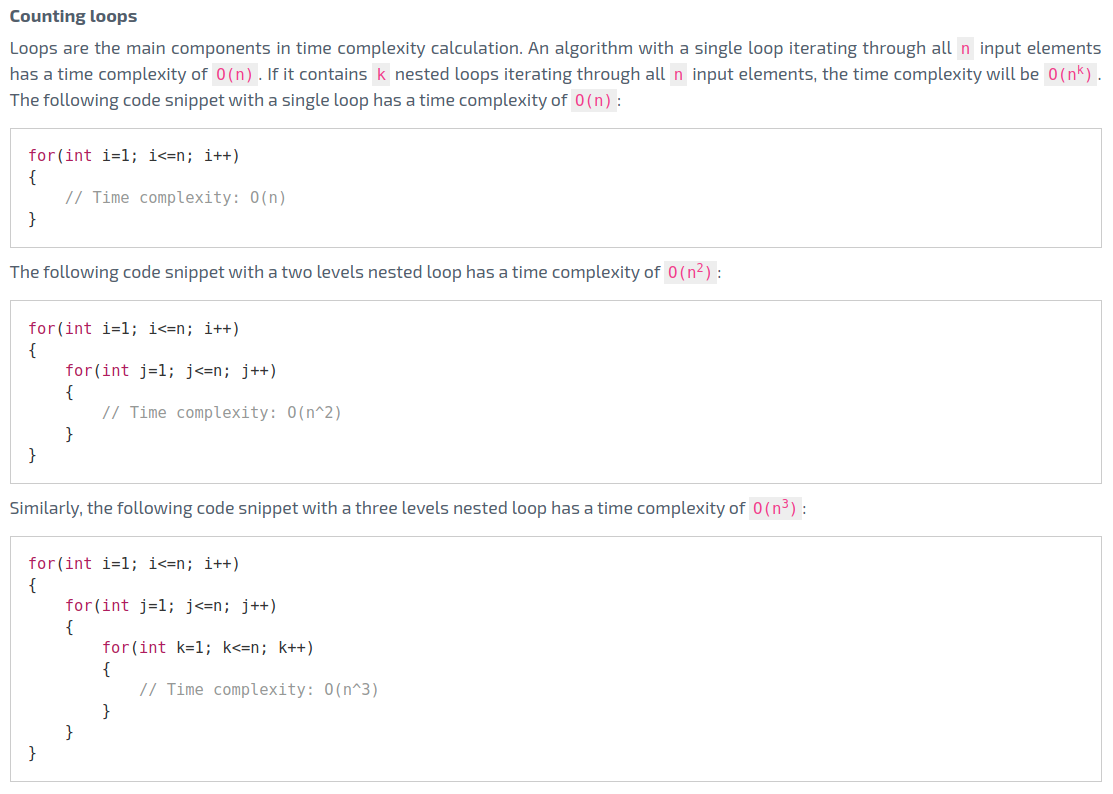 Counting loops
Loops are the main components in time complexity calculation. An algorithm with a single loop iterating through all n input elements
has a time complexity of O(n). If it contains k nested loops iterating through all n input elements, the time complexity will be O(nᵏ).
The following code snippet with a single loop has a time complexity of O(n):
for(int i=1; i<=n; i++)
{
    // Time complexity: O(n)
}
The following code snippet with a two levels nested loop has a time complexity of O(n²):
for(int i=1; i<=n; i++)
{
    for(int j=1; j<=n; j++)
    {
        // Time complexity: O(n^2)
    }
}
Similarly, the following code snippet with a three levels nested loop has a time complexity of O(n³):
for(int i=1; i<=n; i++)
{
    for(int j=1; j<=n; j++)
    {
        for(int k=1; k<=n; k++)
        {
            // Time complexity: O(n^3)
        }
    }
}